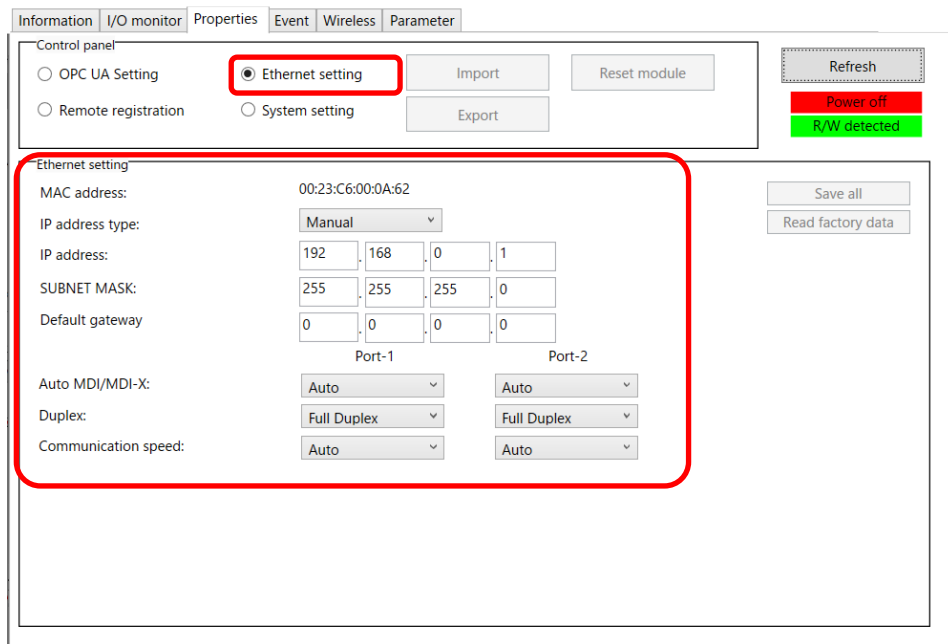 Information I/O monitor Properties Event Wireless Parameter
Control panel
OPC UA Setting Ethernet setting Import Reset module Refresh
Remote registration System setting Export Power off
R/W detected
Ethernet setting
MAC address: 00:23:C6:00:0A:62 Save all
IP address type: Manual Read factory data
IP address: 192 . 168 . 0 . 1
SUBNET MASK: 255 . 255 . 255 . 0
Default gateway 0 . 0 . 0 . 0
Port-1 Port-2
Auto MDI/MDI-X: Auto Auto
Duplex: Full Duplex Full Duplex
Communication speed: Auto Auto